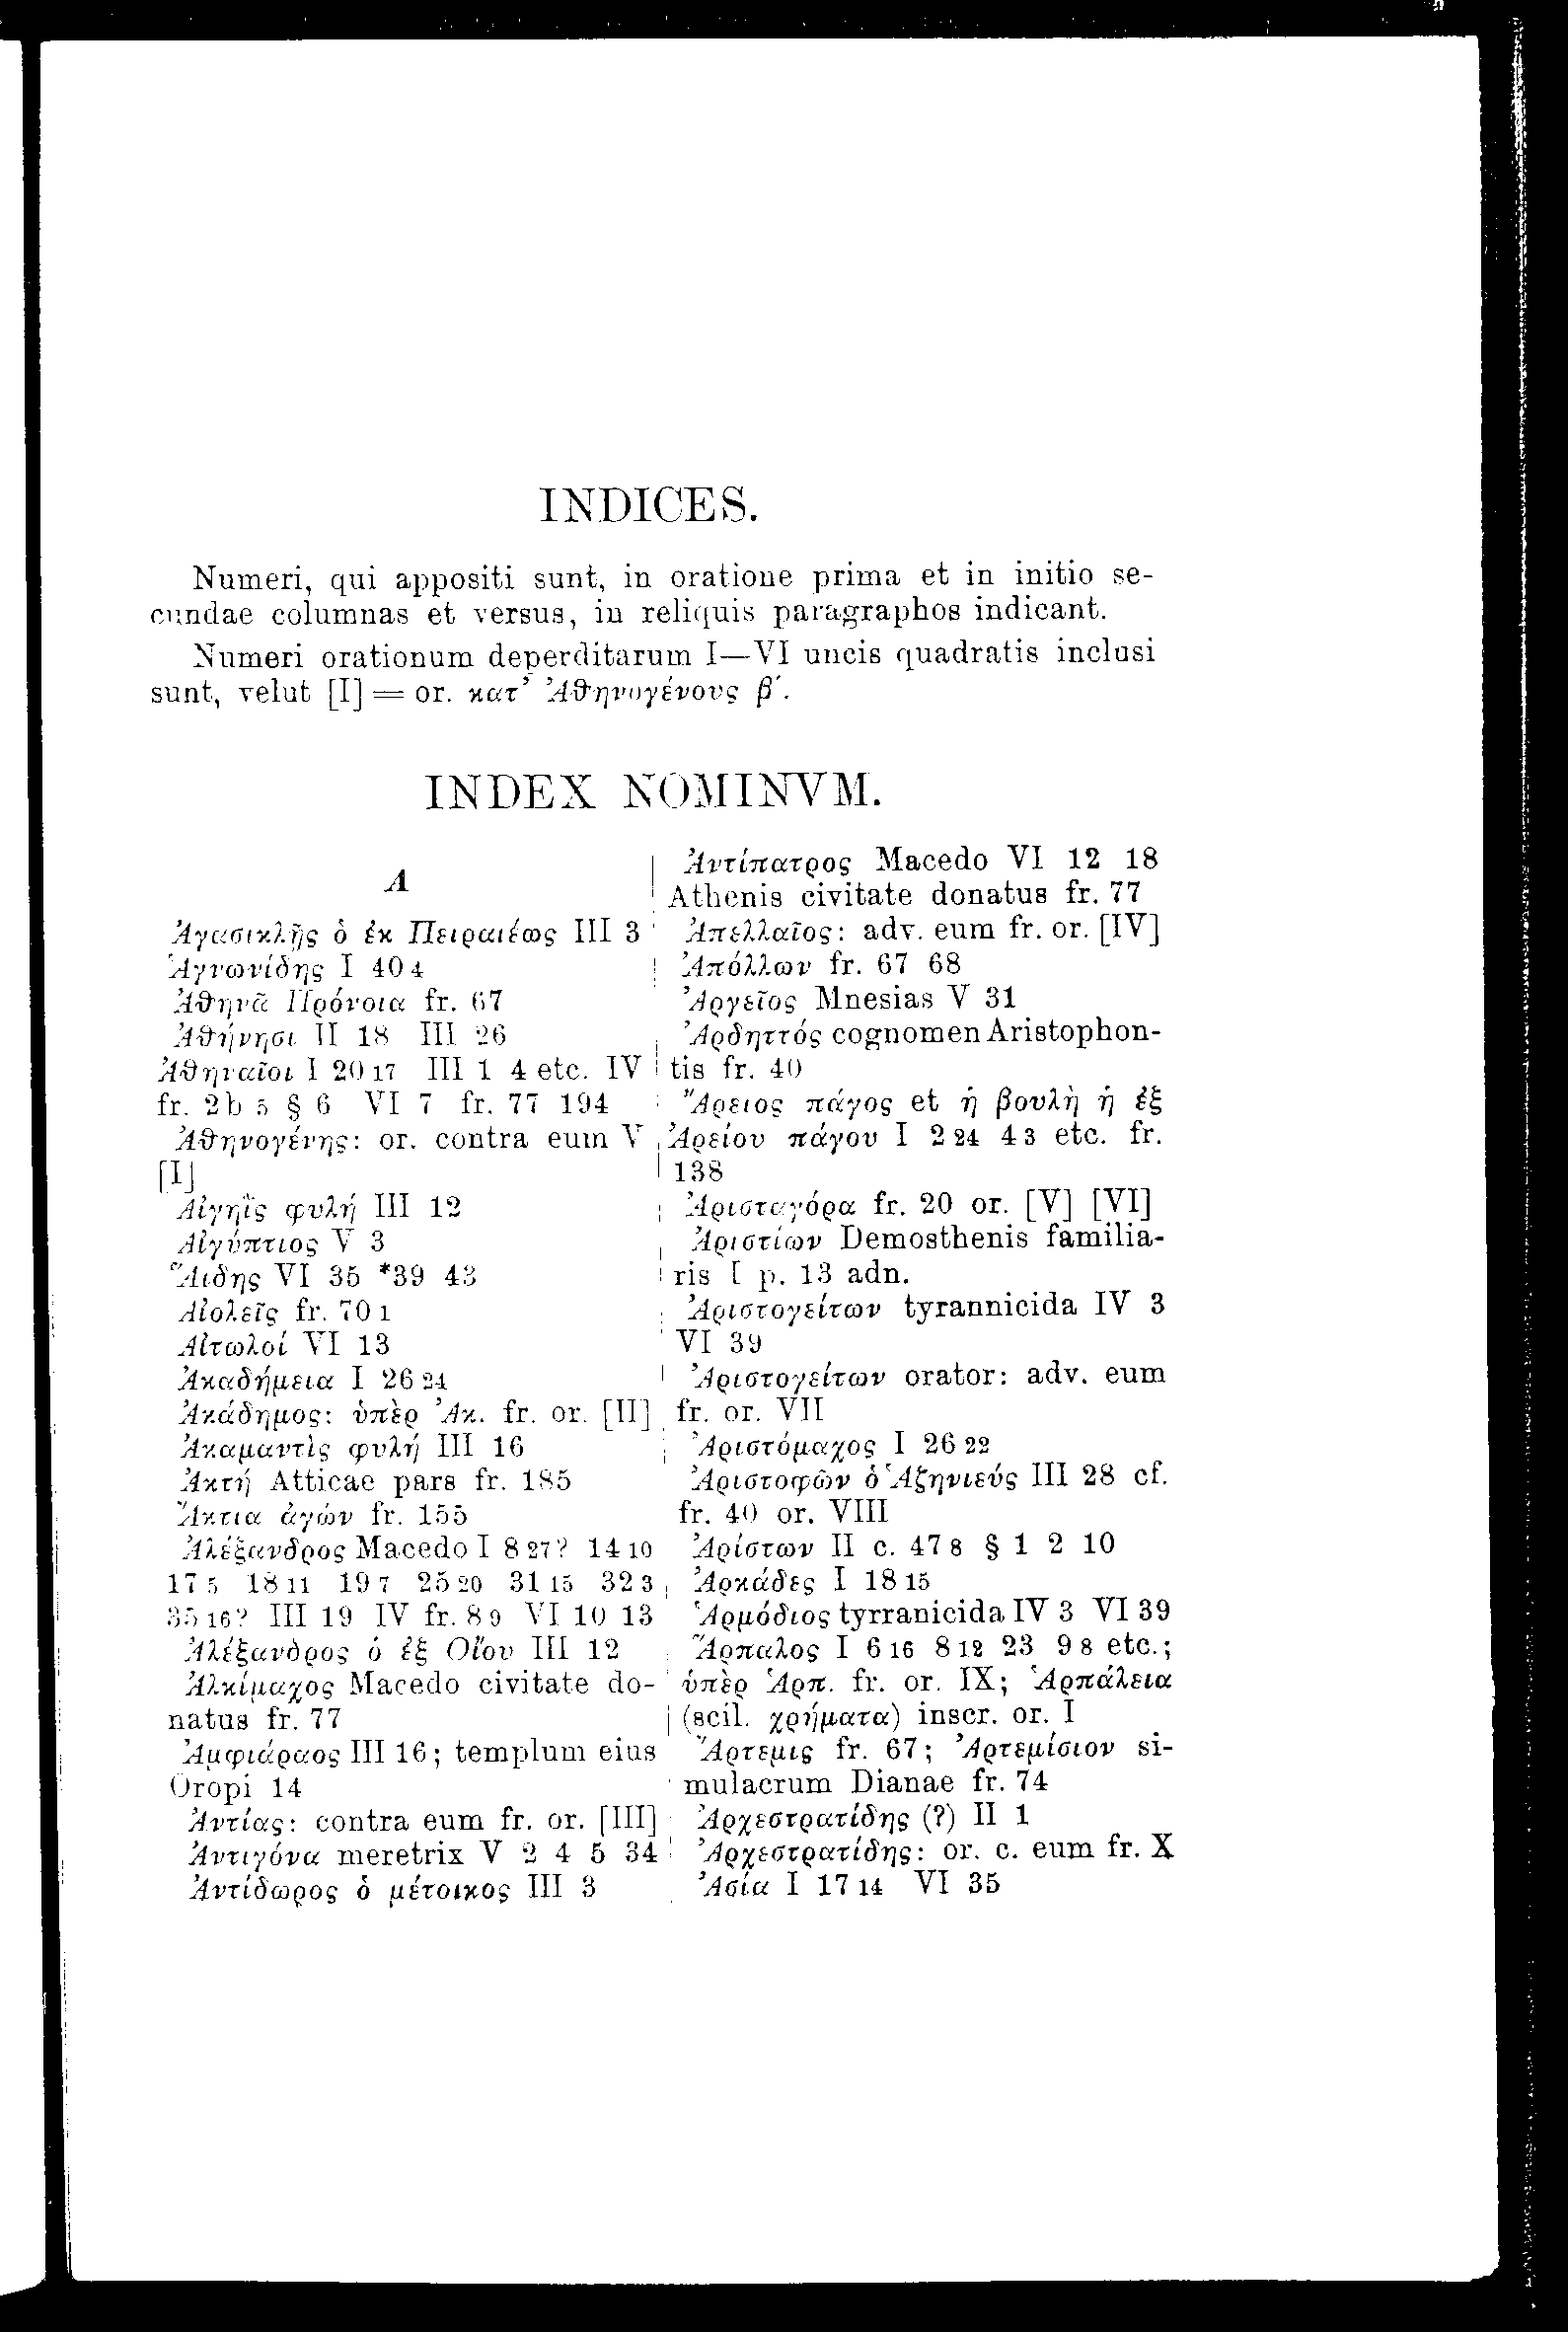 INDICES.
Numeri, qui appositi sunt, in oratione prima et in initio se-
cundae columnas et versus, in reliquis paragraphos indicant.
Numeri orationum deperditarum I—VI uncis quadratis inclusi
sunt, velut [I] = or. κατ’ Ἀθηνογένους β΄.
INDEX NOMINVM.
A
Ἀγασικλῆς ὁ ἐκ Πειραιέως III 3
Ἁγνωνίδης I 40 4
Ἀθηνᾶ Πρόνοια fr. 67
Ἀθήνησι II 18 III 26
Ἀθηναῖοι I 20 17 III 1 4 etc. IV
fr. 2b 5 § 6 VI 7 fr. 77 194
Ἀθηνογένης: or. contra eum V
[I]
Αἰγηῒς φυλή III 12
Αἰγύπτιος V 3
Ἅιδης VI 35 *39 43
Αἰολεῖς fr. 70 1
Αἰτωλοί VI 13
Ἀκαδήμεια I 26 24
Ἀκάδημος: ὑπὲρ Ἀκ. fr. or. [II]
Ἀκαμαντὶς φυλή III 16
Ἀκτή Atticae pars fr. 185
Ἄκτια ἀγών fr. 155
Ἀλέξανδρος Macedo I 8 27? 14 10
17 5 18 11 19 7 25 20 31 15 32 3
35 16? III 19 IV fr. 8 9 VI 10 13
Ἀλέξανδρος ὁ ἐξ Οἴου III 12
Ἀλκίμαχος Macedo civitate do-
natus fr. 77
Ἀμφιάραος III 16; templum eius
Oropi 14
Ἀντίας: contra eum fr. or. [III]
Ἀντιγόνα meretrix V 2 4 5 34
Ἀντίδωρος ὁ μέτοικος III 3
Ἀντίπατρος Macedo VI 12 18
Athenis civitate donatus fr. 77
Ἀπελλαῖος: adv. eum fr. or. [IV]
Ἀπόλλων fr. 67 68
Ἀργεῖος Mnesias V 31
Ἀρδηττός cognomen Aristophon-
tis fr. 40
Ἄρειος πάγος et ἡ βουλὴ ἡ ἐξ
Ἀρείου πάγου I 2 24 4 3 etc. fr.
138
Ἀρισταγόρα fr. 20 or. [V] [VI]
Ἀριστίων Demosthenis familia-
ris I p. 13 adn.
Ἀριστογείτων tyrannicida IV 3
VI 39
Ἀριστογείτων orator: adv. eum
fr. or. VII
Ἀριστόμαχος I 26 22
Ἀριστοφῶν ὁ Ἀζηνιεύς III 28 cf.
fr. 40 or. VIII
Ἀρίστων II c. 47 8 § 1 2 10
Ἀρκάδες I 18 15
Ἁρμόδιος tyrranicida IV 3 VI 39
Ἅρπαλος I 6 16 8 12 23 9 8 etc.;
ὑπὲρ Ἁρπ. fr. or. IX; Ἁρπάλεια
(scil. χρήματα) inscr. or. I
Ἄρτεμις fr. 67; Ἀρτεμίσιον si-
mulacrum Dianae fr. 74
Ἀρχεστρατίδης (?) II 1
Ἀρχεστρατίδης: or. c. eum fr. X
Ἀσία I 17 14 VI 35